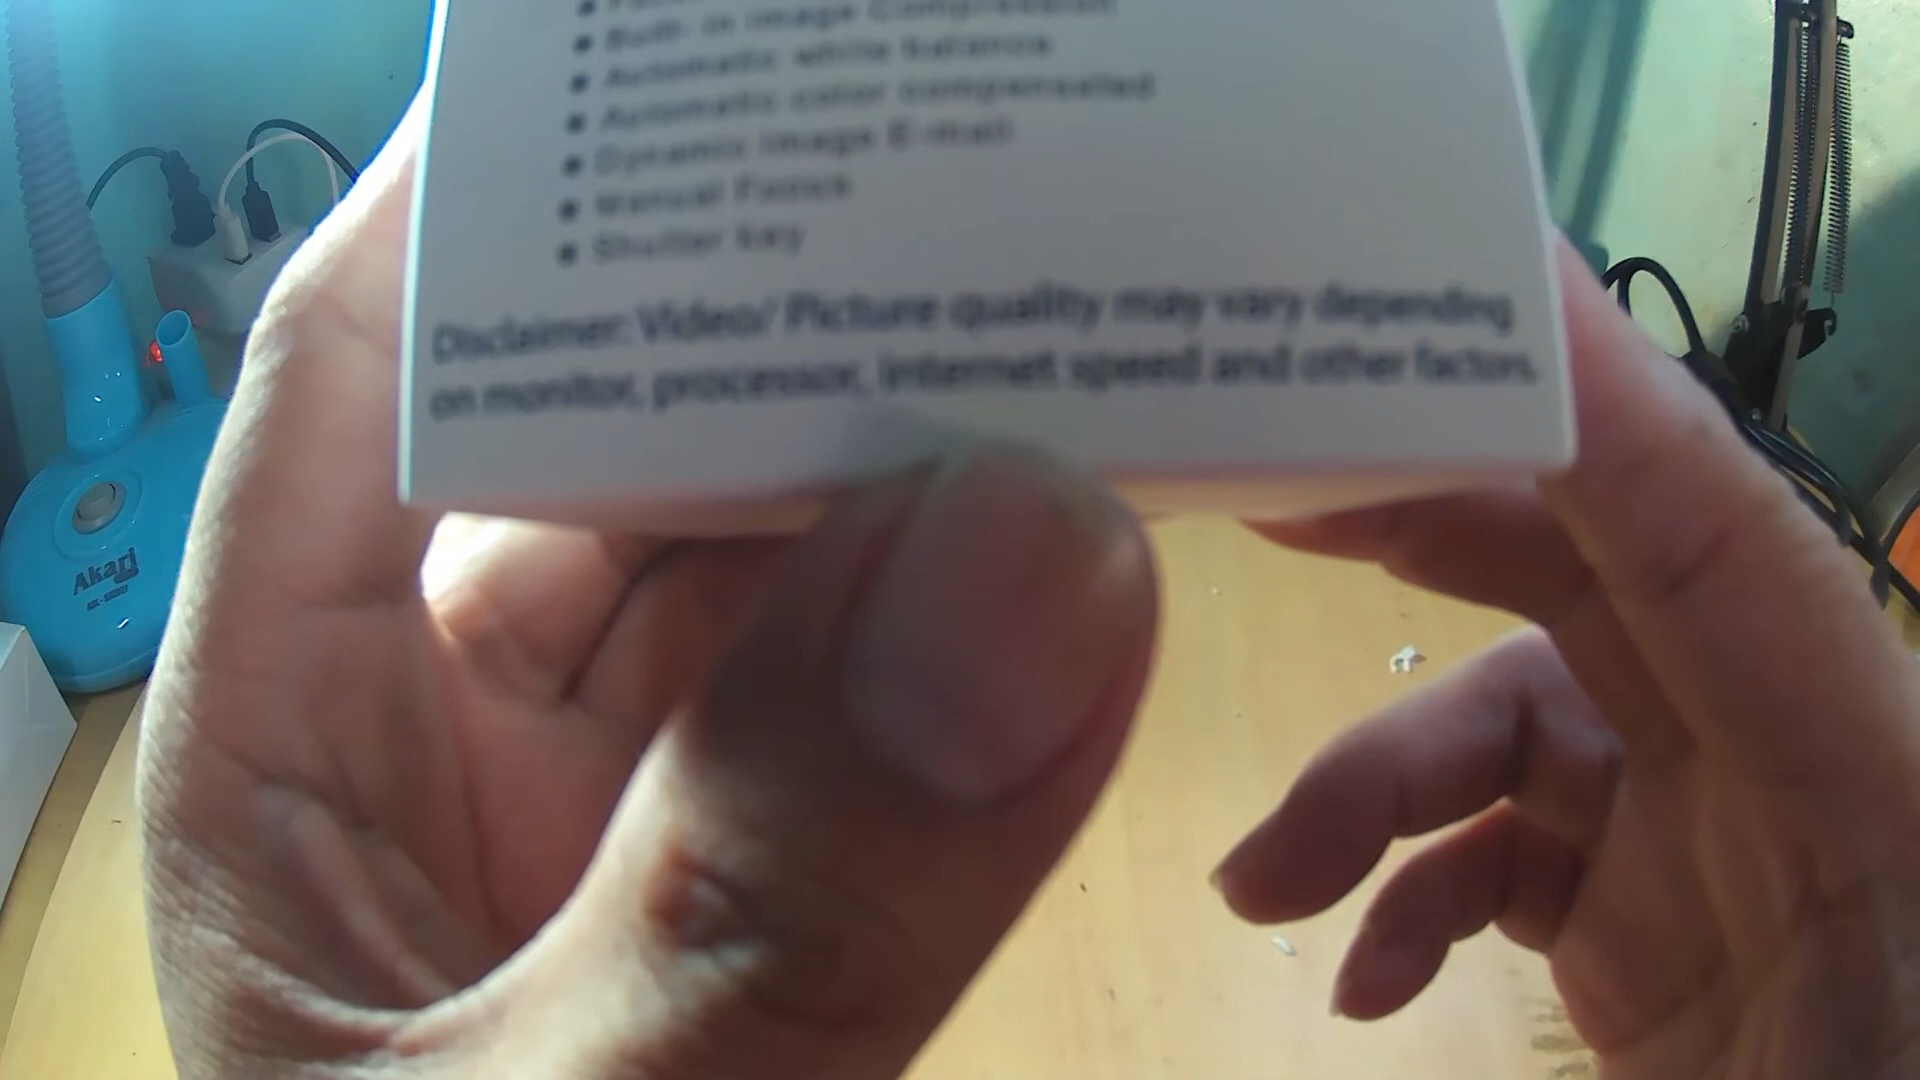 Built- in image Compression
Automatic white balance
Automatic color compensated
Dynamic image E-mail
Manual Focus
Shutter key
Disclaimer: Video/ Picture quality may vary depending
on monitor, processor, internet speed and other factors.
Akari